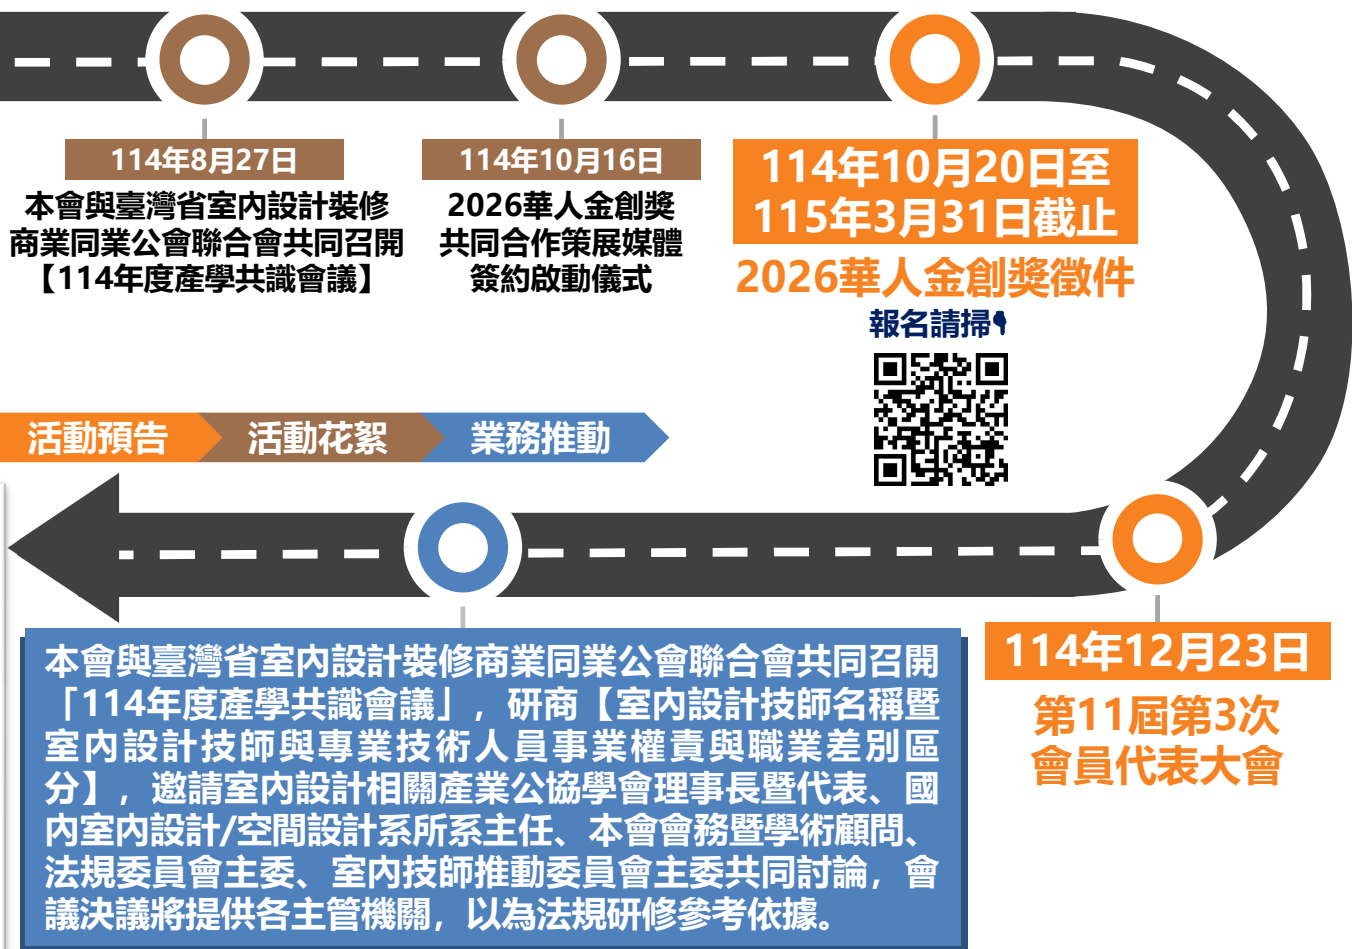 114年8月27日
本會與臺灣省室內設計裝修
商業同業公會聯合會共同召開
【114年度產學共識會議】
114年10月16日
2026華人金創獎
共同合作策展媒體
簽約啟動儀式
114年10月20日至
115年3月31日截止
2026華人金創獎徵件
報名請掃👇
活動預告
活動花絮
業務推動
本會與臺灣省室內設計裝修商業同業公會聯合會共同召開
「114年度產學共識會議」，研商【室內設計技師名稱暨
室內設計技師與專業技術人員事業權責與職業差別區
分】，邀請室內設計相關產業公協學會理事長暨代表、國
內室內設計/空間設計系所系主任、本會會務暨學術顧問、
法規委員會主委、室內技師推動委員會主委共同討論，會
議決議將提供各主管機關，以為法規研修參考依據。
114年12月23日
第11屆第3次
會員代表大會